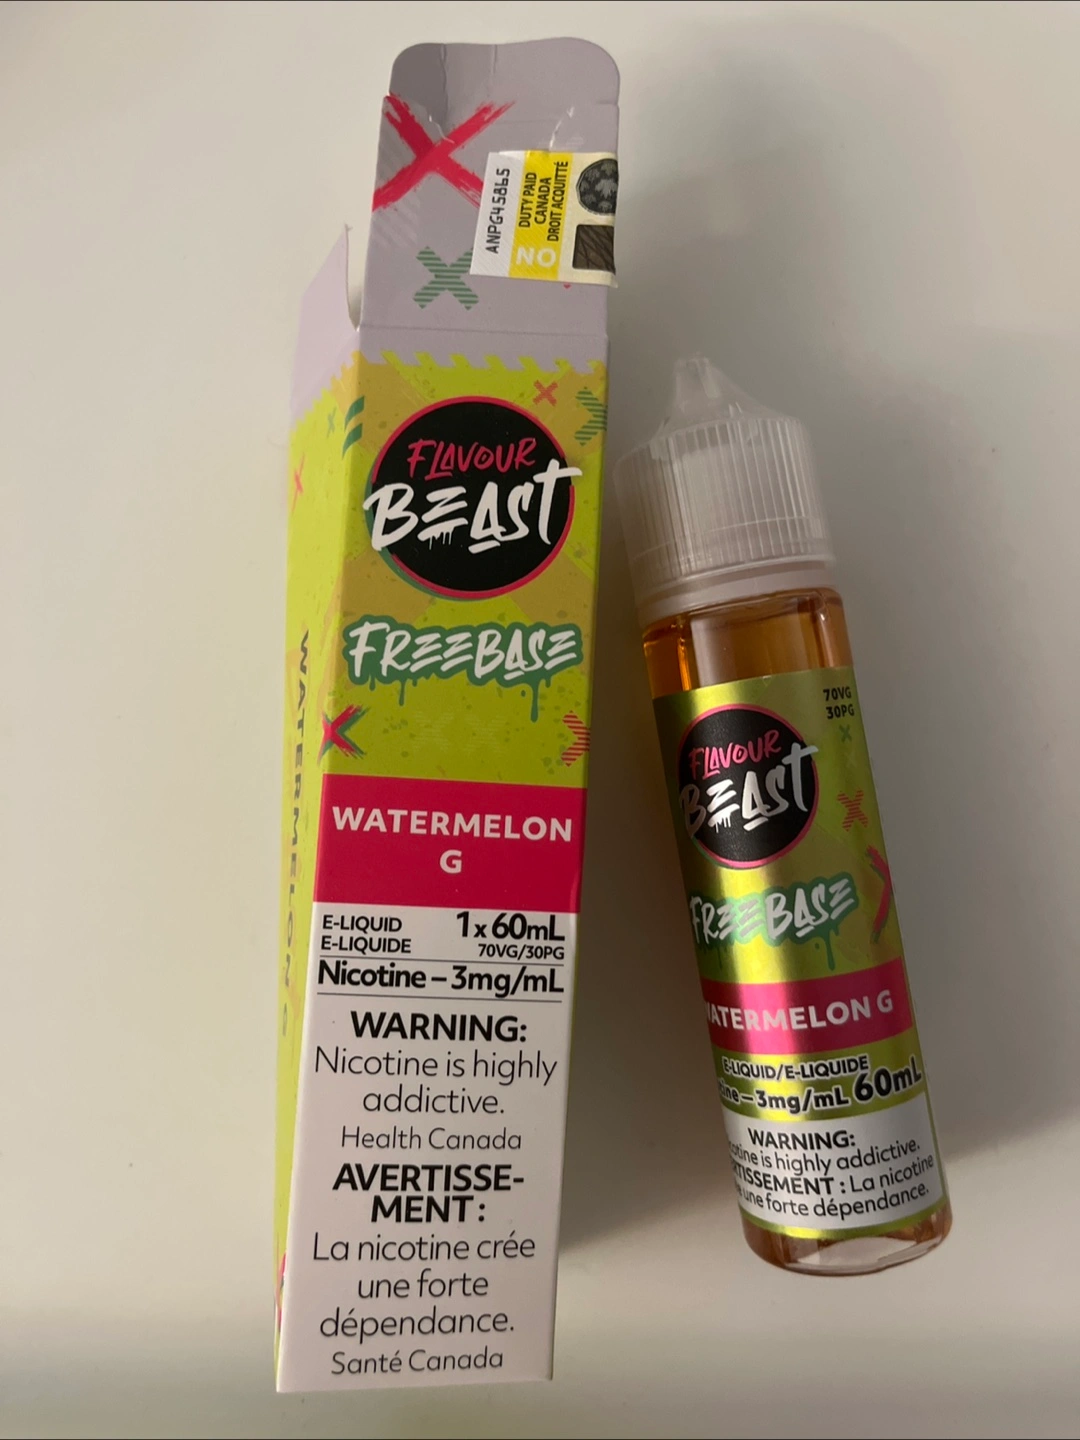 ANPG45865
DUTY PAID
CANADA
DROIT ACQUITTÉ
NO
FLAVOUR
BEAST
FREEBASE
WATERMELON
G
E-LIQUID
E-LIQUIDE
1x60mL
70VG/30PG
Nicotine – 3mg/mL
WARNING:
Nicotine is highly
addictive.
Health Canada
AVERTISSE-
MENT :
La nicotine crée
une forte
dépendance.
Santé Canada
WATERMELON G
70VG
30PG
FLAVOUR
BEAST
FREEBASE
WATERMELON G
E-LIQUID/E-LIQUIDE
– 3mg/mL 60mL
WARNING:
is highly addictive.
: La nicotine
une forte dépendance.